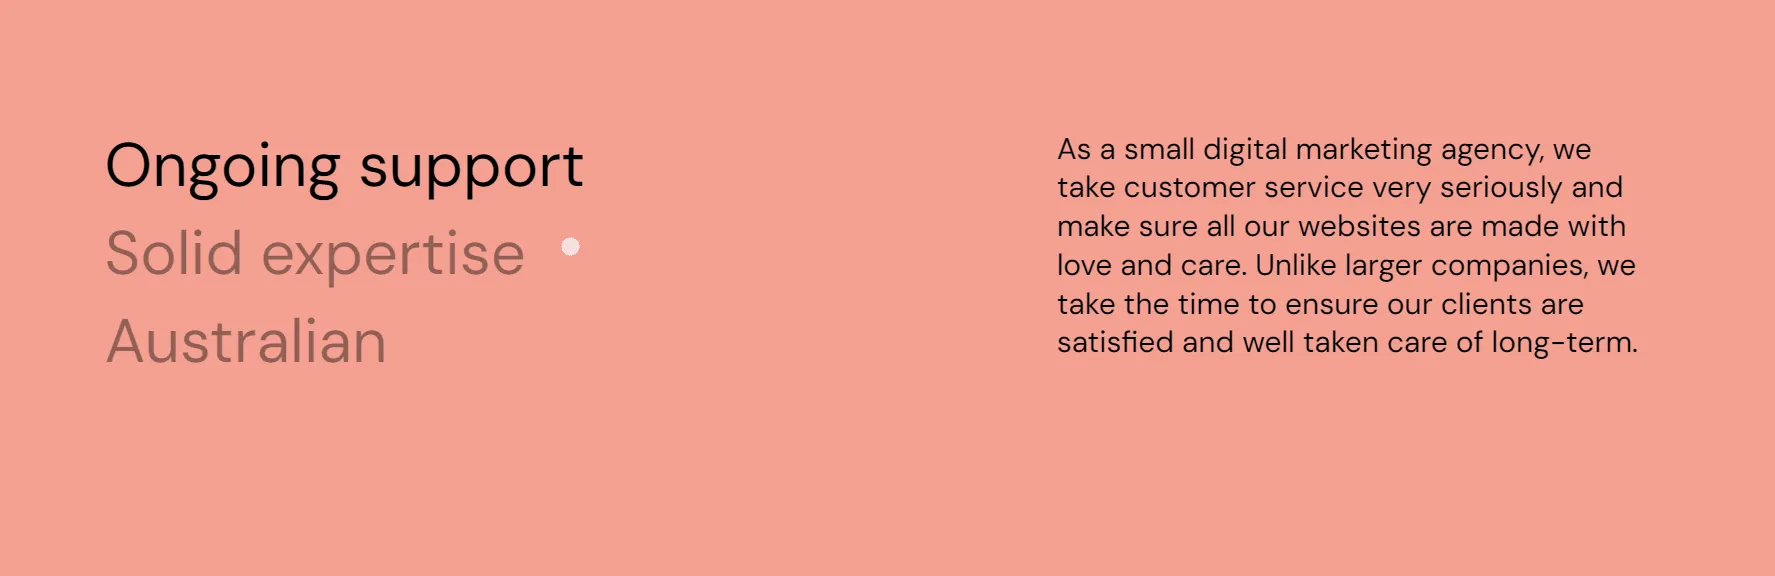 Ongoing support
Solid expertise
Australian
As a small digital marketing agency, we
take customer service very seriously and
make sure all our websites are made with
love and care. Unlike larger companies, we
take the time to ensure our clients are
satisfied and well taken care of long-term.